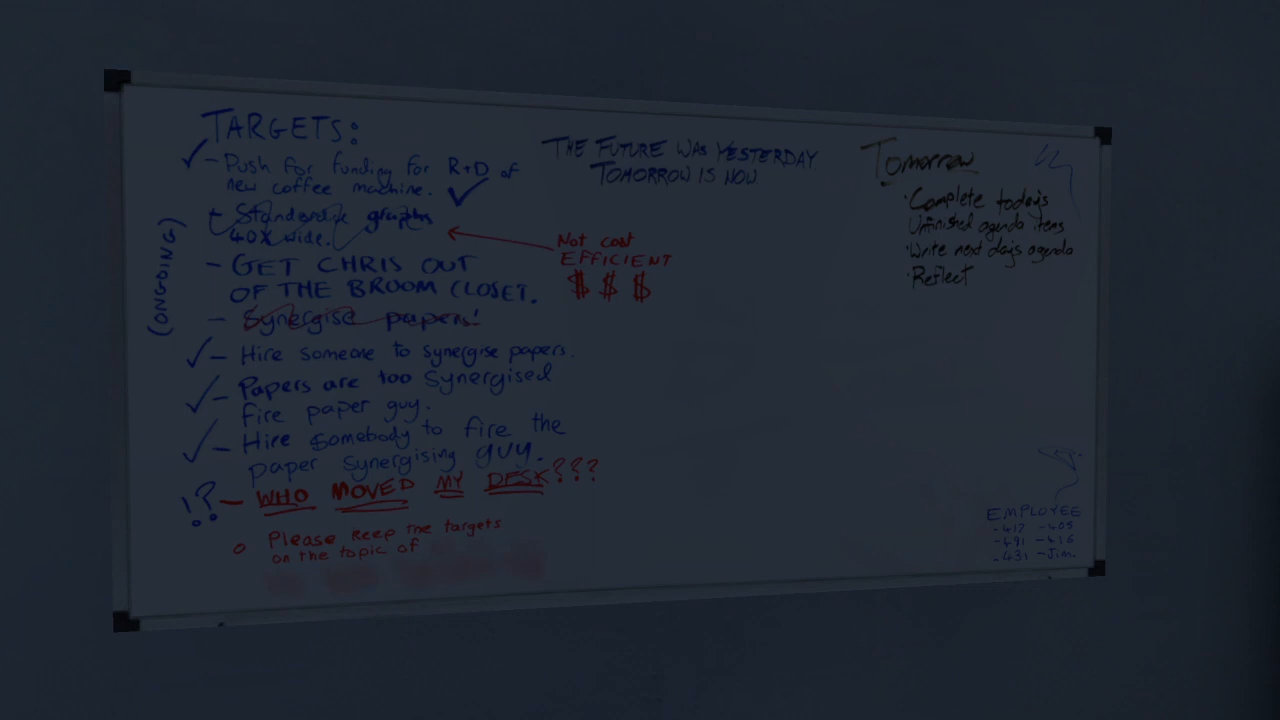 TARGETS:
- Push for funding for R+D of
new coffee machine.
- Standardize graphs
40X wide.
(ONGOING)
- GET CHRIS OUT
OF THE BROOM CLOSET.
- Synergise papers!
- Hire someone to synergise papers.
- Papers are too Synergised
fire paper guy.
- Hire somebody to fire the
paper synergising guy.
!? - WHO MOVED MY DESK???
o Please keep the targets
on the topic of
NOT COST
EFFICIENT
$ $ $
THE FUTURE WAS YESTERDAY
TOMORROW IS NOW
Tomorrow
·Complete todays
Unfinished agenda items
·Write next days agenda
·Reflect
EMPLOYEE
-417 -405
-491 -416
-431 -Jim.